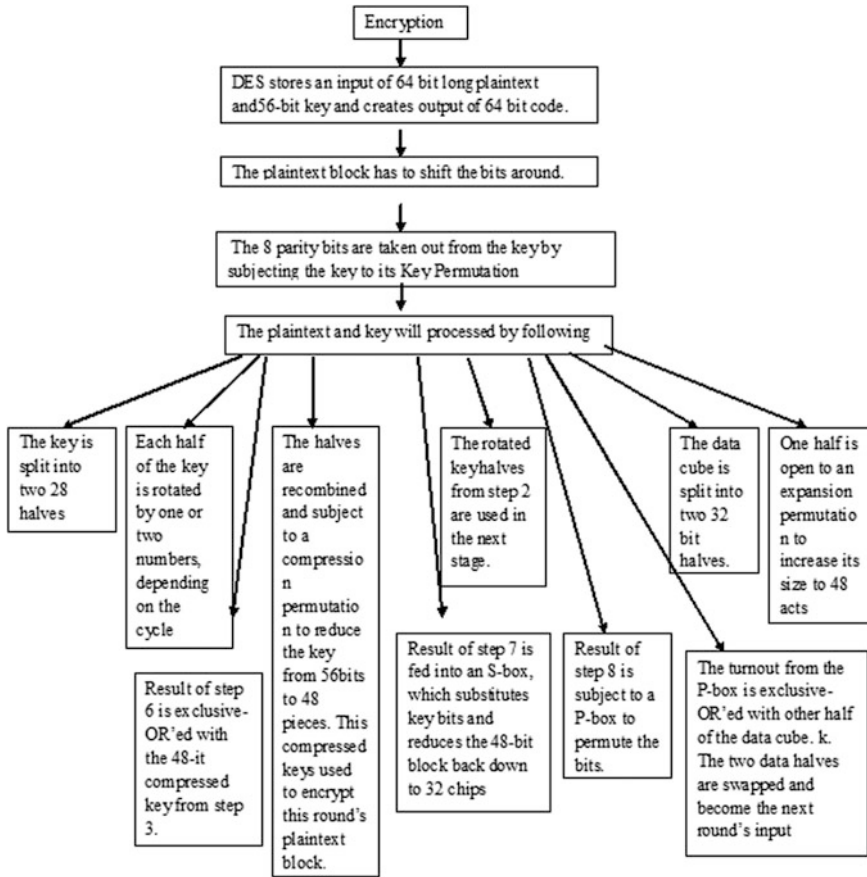 Encryption
DES stores an input of 64 bit long plaintext
and56-bit key and creates output of 64 bit code.
The plaintext block has to shift the bits around.
The 8 parity bits are taken out from the key by
subjecting the key to its Key Permutation
The plaintext and key will processed by following
The key is
split into
two 28
halves
Each half
of the key
is rotated
by one or
two
numbers,
depending
on the
cycle
The
halves are
recombined
and subject
to a
compression
permutation
to reduce
the key
from 56bits
to 48
pieces. This
compressed
keys used
to encrypt
this round's
plaintext
block.
The rotated
keyhalves
from step 2
are used in
the next
stage.
The data
cube is
split into
two 32
bit
halves.
One half is
open to an
expansion
permutatio
n to
increase its
size to 48
acts
Result of step
6 is exclusive-
OR'ed with
the 48-it
compressed
key from step
3.
Result of step 7 is
fed into an S-box,
which substitutes
key bits and
reduces the 48-bit
block back down
to 32 chips
Result of
step 8 is
subject to a
P-box to
permute the
bits.
The turnout from the
P-box is exclusive-
OR'ed with other half
of the data cube. k.
The two data halves
are swapped and
become the next
round's input